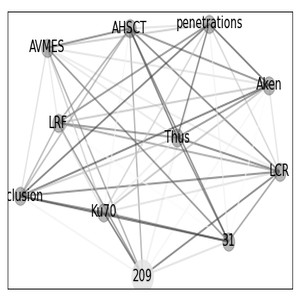 penetrations
AHSCT
AVMES
Aken
LRF
Thus
LCR
clusion
Ku70
31
209